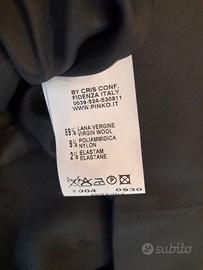 BY CRIS CONF.
FIDENZA ITALY
0039-524-530811
WWW.PINKO.IT
89% LANA VERGINE
VIRGIN WOOL
9% POLIAMMIDICA
NYLON
2% ELASTAM
ELASTANE
1304 0930
subito